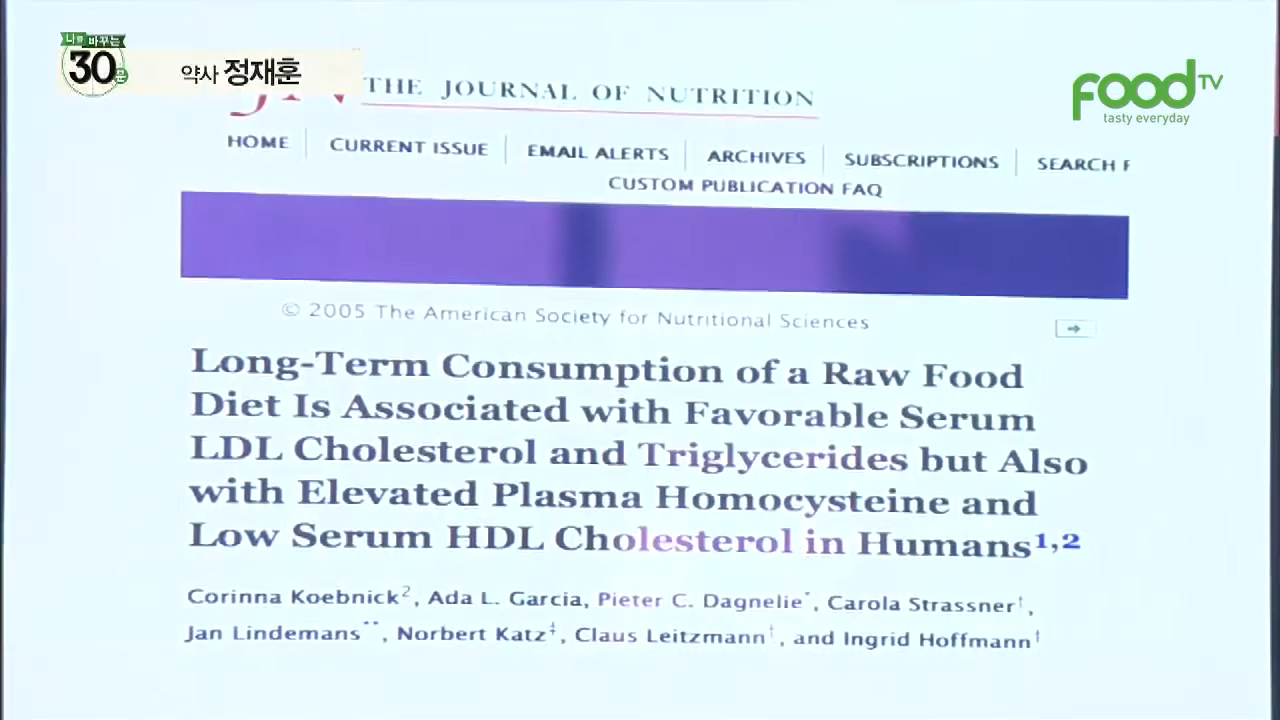 나를 바꾸는
30분
약사 정재훈
food TV
tasty everyday
THE JOURNAL OF NUTRITION
HOME CURRENT ISSUE EMAIL ALERTS ARCHIVES SUBSCRIPTIONS SEARCH F
CUSTOM PUBLICATION FAQ
© 2005 The American Society for Nutritional Sciences
Long-Term Consumption of a Raw Food
Diet Is Associated with Favorable Serum
LDL Cholesterol and Triglycerides but Also
with Elevated Plasma Homocysteine and
Low Serum HDL Cholesterol in Humans1,2
Corinna Koebnick2, Ada L. Garcia, Pieter C. Dagnelie*, Carola Strassner†,
Jan Lindemans**, Norbert Katz‡, Claus Leitzmann†, and Ingrid Hoffmann†